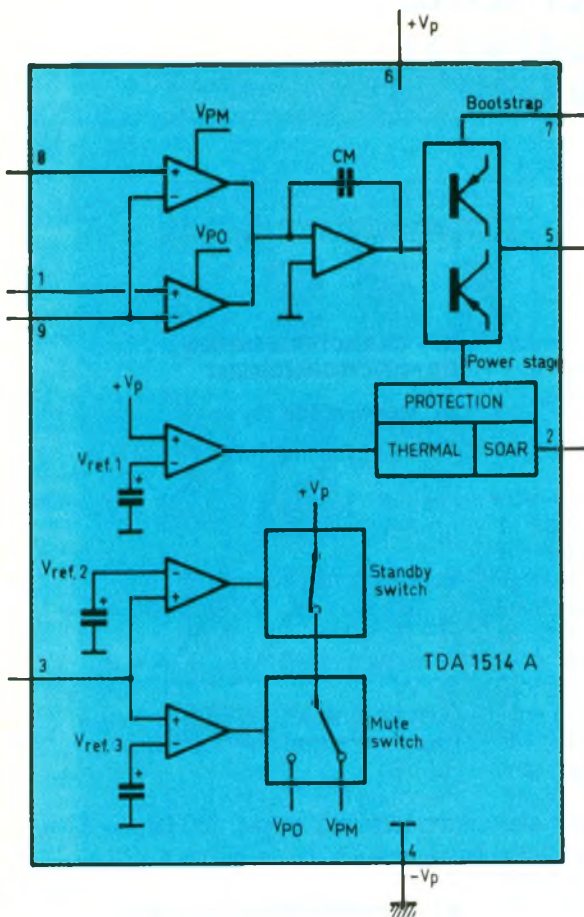 +Vp
6
Bootstrap
7
VPM
8
+
-
CM
5
VPO
1
+
9
-
Power stage
+Vp
PROTECTION
2
THERMAL
SOAR
+
-
Vref.1
+
+Vp
Vref.2
-
+
+
Standby
switch
3
TDA 1514 A
+
-
Vref.3
+
Mute
switch
VPO
VPM
4
-Vp